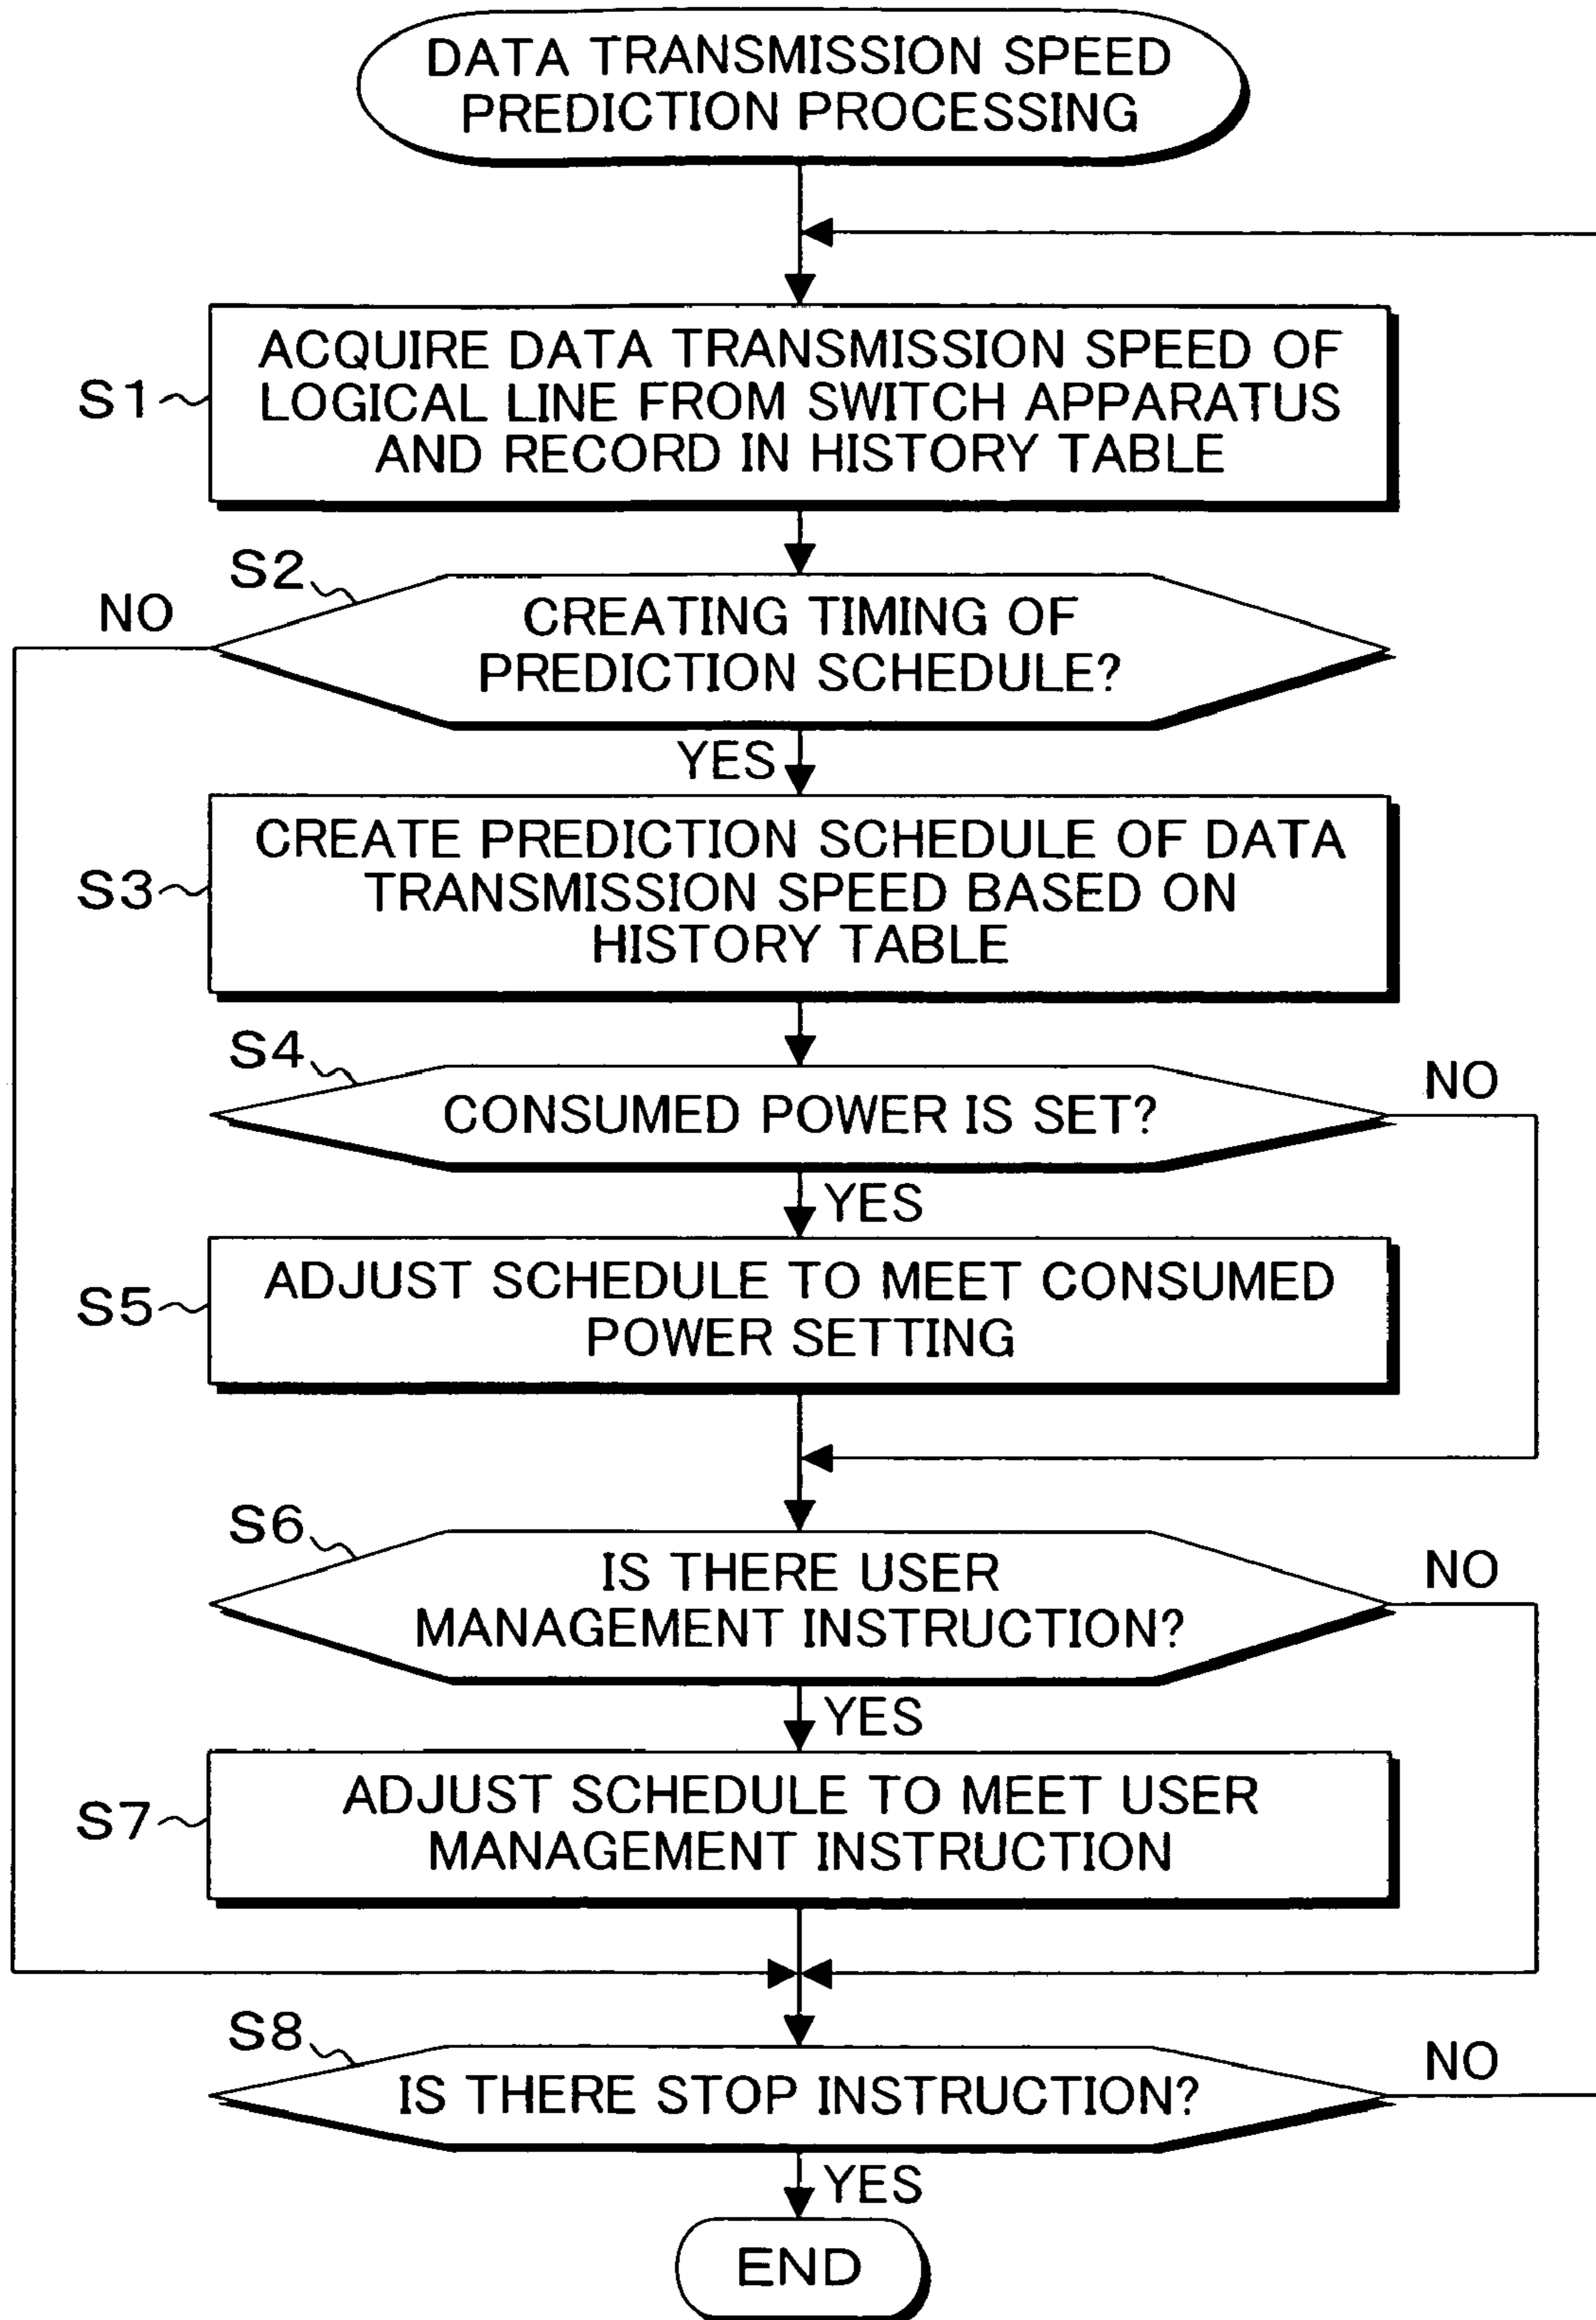 DATA TRANSMISSION SPEED
PREDICTION PROCESSING
S1
ACQUIRE DATA TRANSMISSION SPEED OF
LOGICAL LINE FROM SWITCH APPARATUS
AND RECORD IN HISTORY TABLE
S2
NO
CREATING TIMING OF
PREDICTION SCHEDULE?
YES
S3
CREATE PREDICTION SCHEDULE OF DATA
TRANSMISSION SPEED BASED ON
HISTORY TABLE
S4
NO
CONSUMED POWER IS SET?
YES
S5
ADJUST SCHEDULE TO MEET CONSUMED
POWER SETTING
S6
NO
IS THERE USER
MANAGEMENT INSTRUCTION?
YES
S7
ADJUST SCHEDULE TO MEET USER
MANAGEMENT INSTRUCTION
S8
NO
IS THERE STOP INSTRUCTION?
YES
END